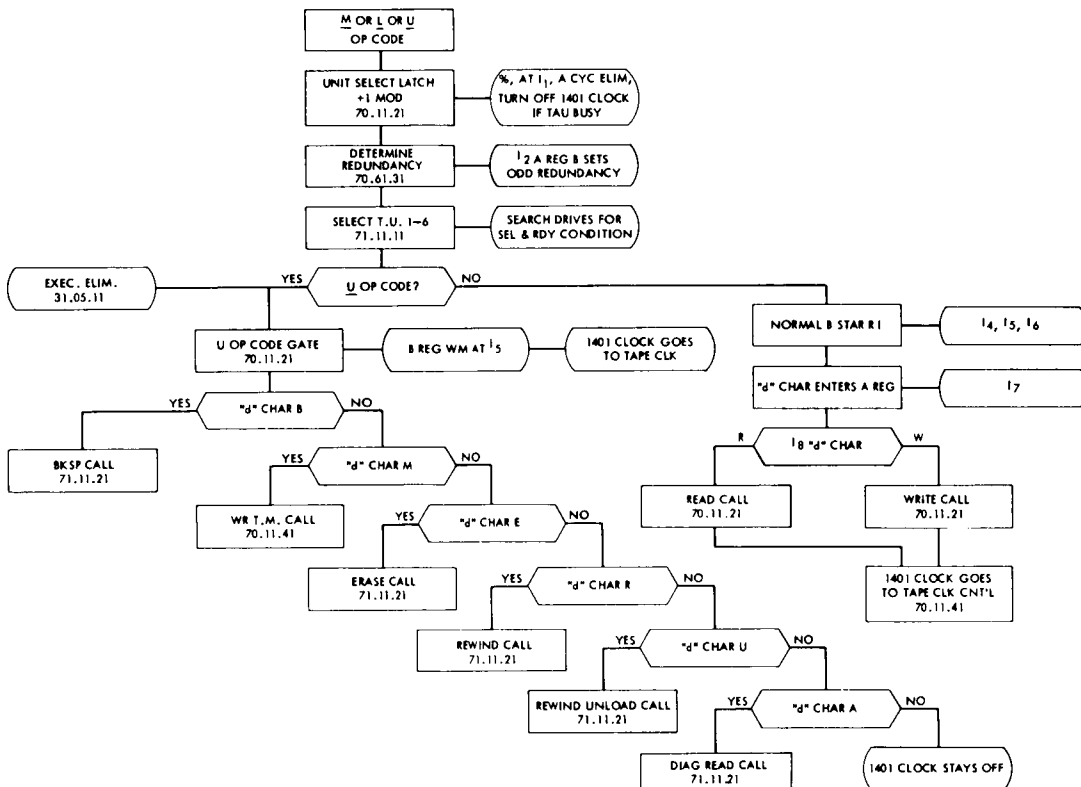 M OR L OR U
OP CODE
UNIT SELECT LATCH
+1 MOD
70.11.21
%, AT I1, A CYC ELIM,
TURN OFF 1401 CLOCK
IF TAU BUSY
DETERMINE
REDUNDANCY
70.61.31
I2 A REG B SETS
ODD REDUNDANCY
SELECT T.U. 1-6
71.11.11
SEARCH DRIVES FOR
SEL & RDY CONDITION
EXEC. ELIM.
31.05.11
YES
U OP CODE?
NO
U OP CODE GATE
70.11.21
B REG WM AT I5
1401 CLOCK GOES
TO TAPE CLK
NORMAL B STAR R I
I4, I5, I6
"d" CHAR ENTERS A REG
I7
YES
"d" CHAR B
NO
R
I8 "d" CHAR
W
BKSP CALL
71.11.21
YES
"d" CHAR M
NO
READ CALL
70.11.21
WRITE CALL
70.11.21
WR T.M. CALL
70.11.41
YES
"d" CHAR E
NO
ERASE CALL
71.11.21
YES
"d" CHAR R
NO
1401 CLOCK GOES
TO TAPE CLK CNT'L
70.11.41
REWIND CALL
71.11.21
YES
"d" CHAR U
NO
REWIND UNLOAD CALL
71.11.21
YES
"d" CHAR A
NO
DIAG READ CALL
71.11.21
1401 CLOCK STAYS OFF